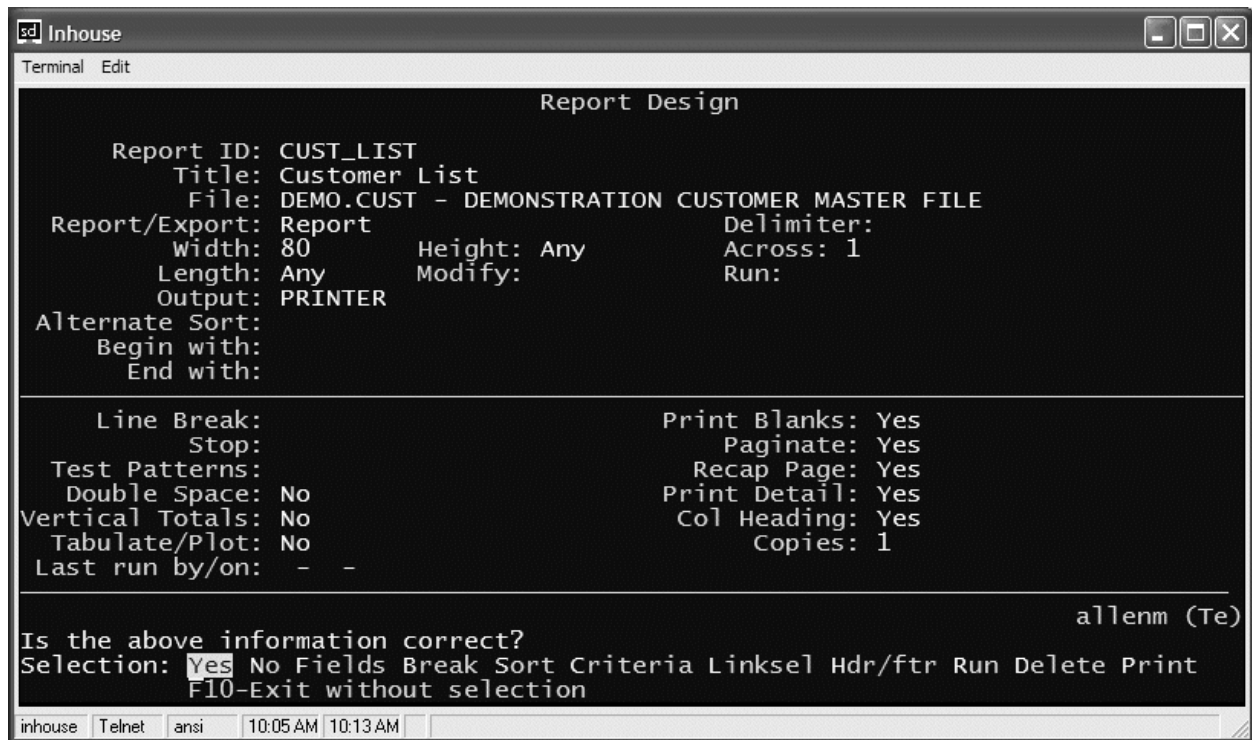 sd Inhouse
Terminal Edit
Report Design
Report ID: CUST_LIST
Title: Customer List
File: DEMO.CUST - DEMONSTRATION CUSTOMER MASTER FILE
Report/Export: Report Delimiter:
Width: 80 Height: Any Across: 1
Length: Any Modify: Run:
Output: PRINTER
Alternate Sort:
Begin with:
End with:
Line Break: Print Blanks: Yes
Stop: Paginate: Yes
Test Patterns: Recap Page: Yes
Double Space: No Print Detail: Yes
Vertical Totals: No Col Heading: Yes
Tabulate/Plot: No Copies: 1
Last run by/on: - -
allenm (Te)
Is the above information correct?
Selection: Yes No Fields Break Sort Criteria Linksel Hdr/ftr Run Delete Print
F10-Exit without selection
inhouse Telnet ansi 10:05 AM 10:13 AM